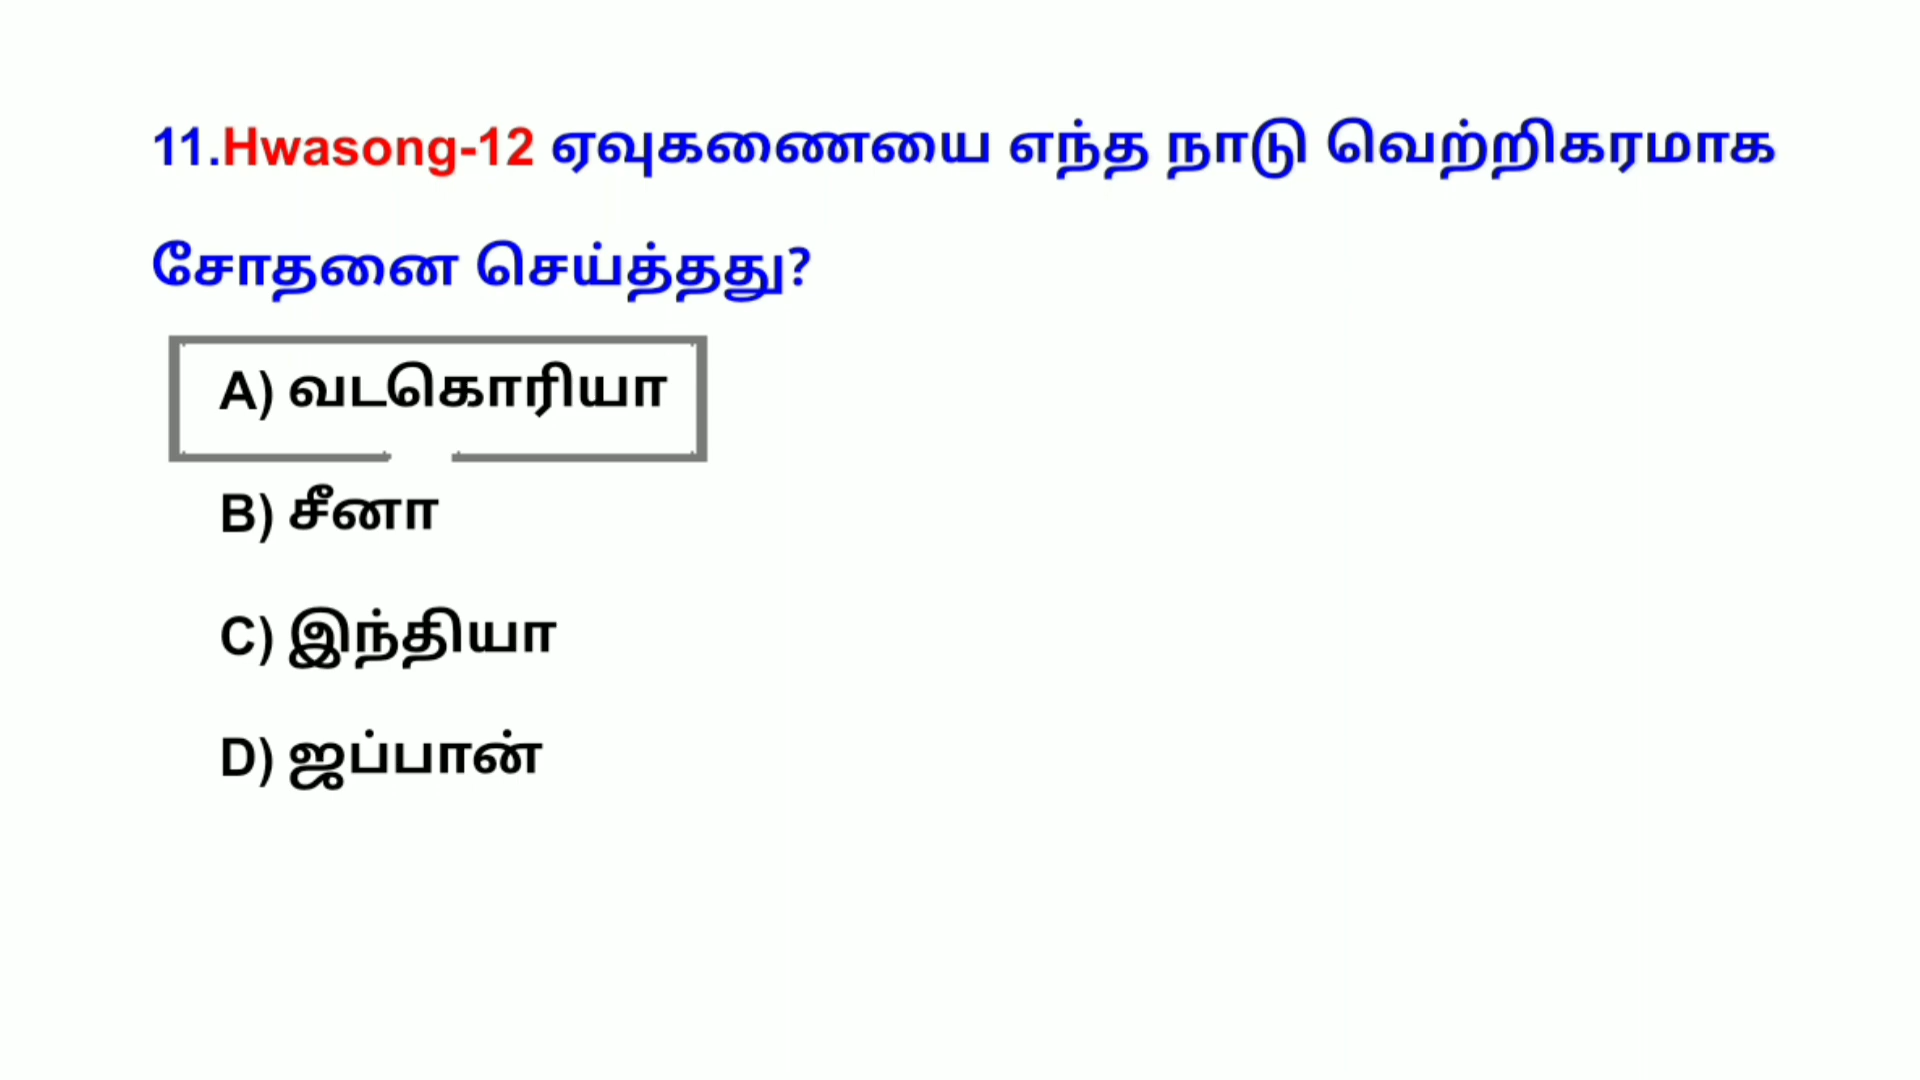 11.Hwasong-12 ஏவுகணையை எந்த நாடு வெற்றிகரமாக
சோதனை செய்த்தது?
A) வடகொரியா
B) சீனா
C) இந்தியா
D) ஜப்பான்